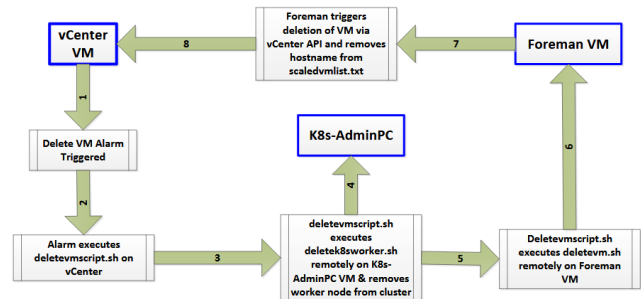 vCenter
VM
8
Foreman triggers
deletion of VM via
vCenter API and removes
hostname from
scaledvmlist.txt
7
Foreman VM
1
Delete VM Alarm
Triggered
K8s-AdminPC
6
2
4
Alarm executes
deletevmscript.sh on
vCenter
3
deletevmscript.sh
executes
deletek8sworker.sh
remotely on K8s-
AdminPC VM & removes
worker node from cluster
5
Deletevmscript.sh
executes deletevm.sh
remotely on Foreman
VM